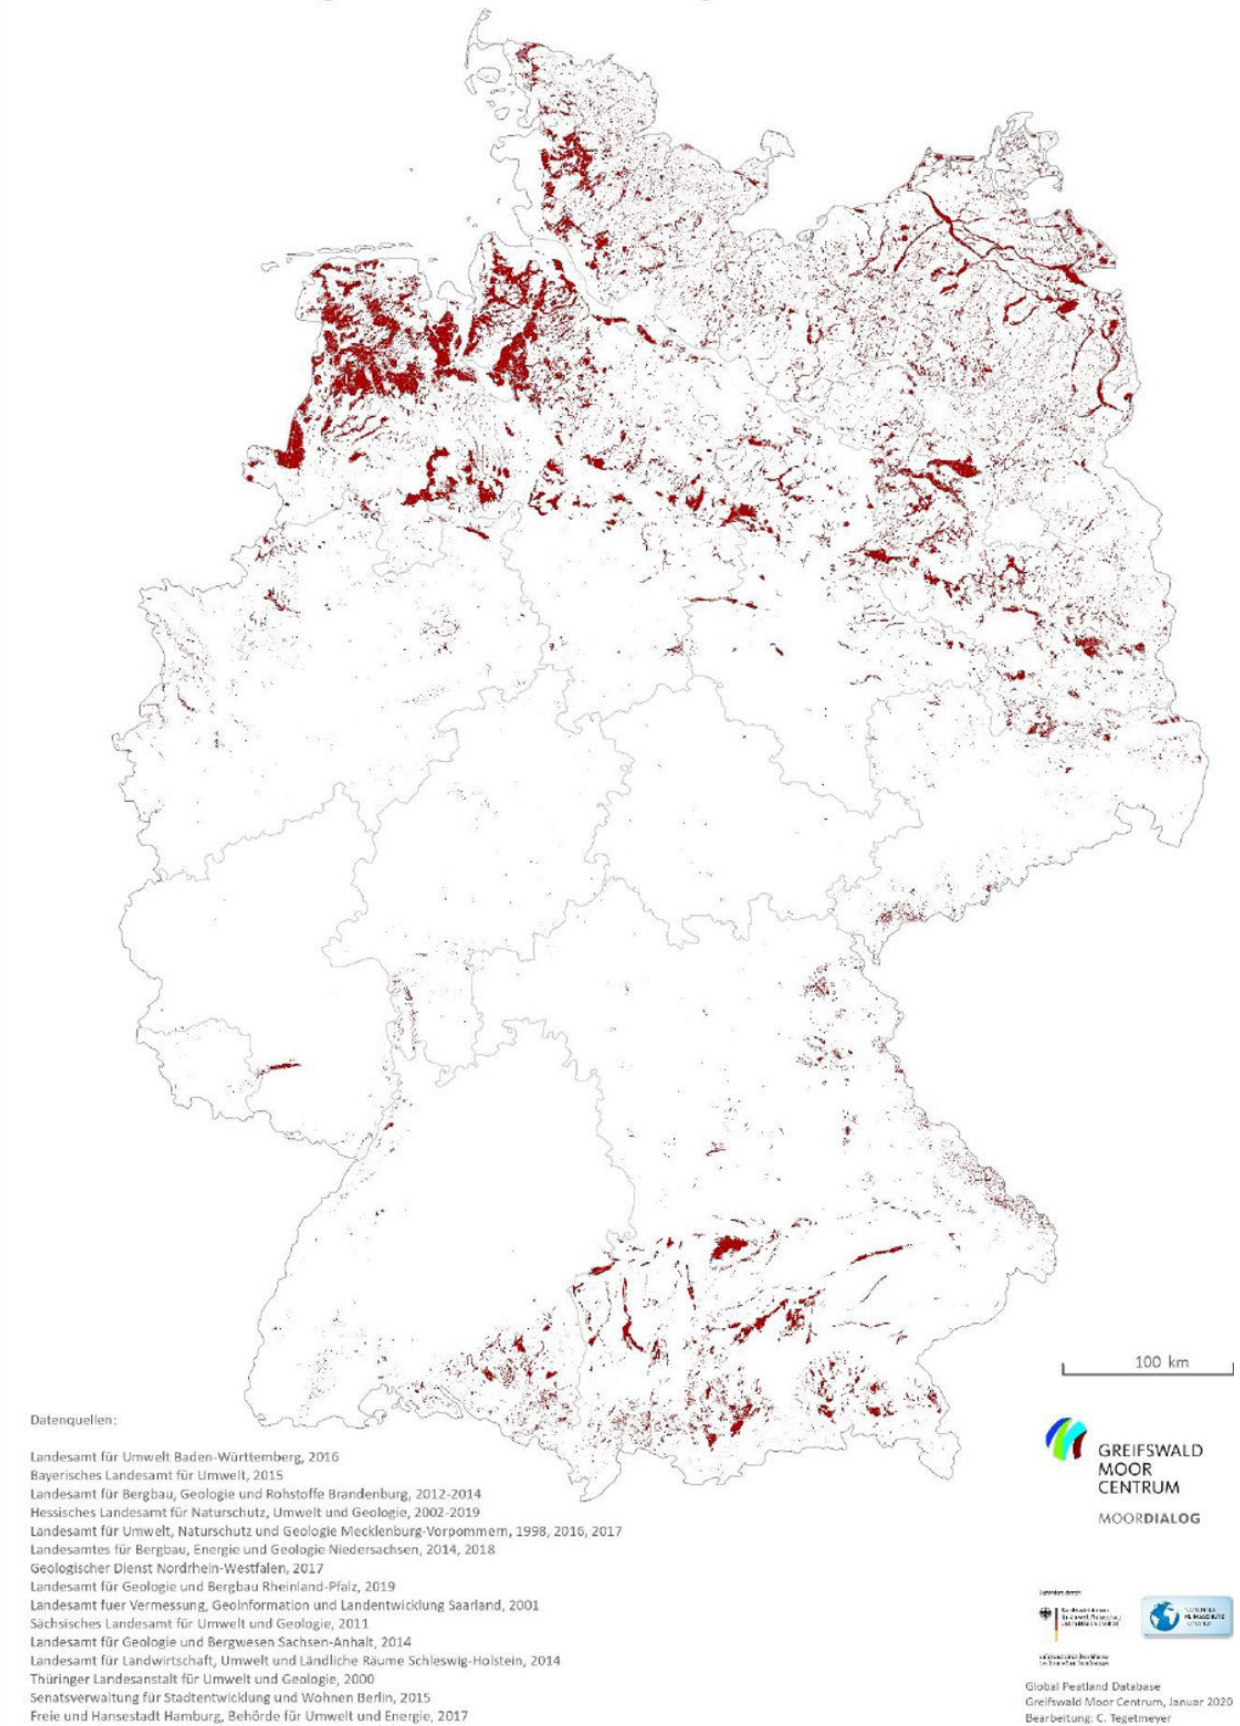 100 km
Datenquellen:
Landesamt für Umwelt Baden-Württemberg, 2016
Bayerisches Landesamt für Umwelt, 2015
Landesamt für Bergbau, Geologie und Rohstoffe Brandenburg, 2012-2014
Hessisches Landesamt für Naturschutz, Umwelt und Geologie, 2002-2019
Landesamt für Umwelt, Naturschutz und Geologie Mecklenburg-Vorpommern, 1998, 2016, 2017
Landesamtes für Bergbau, Energie und Geologie Niedersachsen, 2014, 2018
Geologischer Dienst Nordrhein-Westfalen, 2017
Landesamt für Geologie und Bergbau Rheinland-Pfalz, 2019
Landesamt fuer Vermessung, Geoinformation und Landentwicklung Saarland, 2001
Sächsisches Landesamt für Umwelt und Geologie, 2011
Landesamt für Geologie und Bergwesen Sachsen-Anhalt, 2014
Landesamt für Landwirtschaft, Umwelt und Ländliche Räume Schleswig-Holstein, 2014
Thüringer Landesanstalt für Umwelt und Geologie, 2000
Senatsverwaltung für Stadtentwicklung und Wohnen Berlin, 2015
Freie und Hansestadt Hamburg, Behörde für Umwelt und Energie, 2017
GREIFSWALD
MOOR
CENTRUM
MOORDIALOG
Global Peatland Database
Greifswald Moor Centrum, Januar 2020
Bearbeitung: C. Tegetmeyer